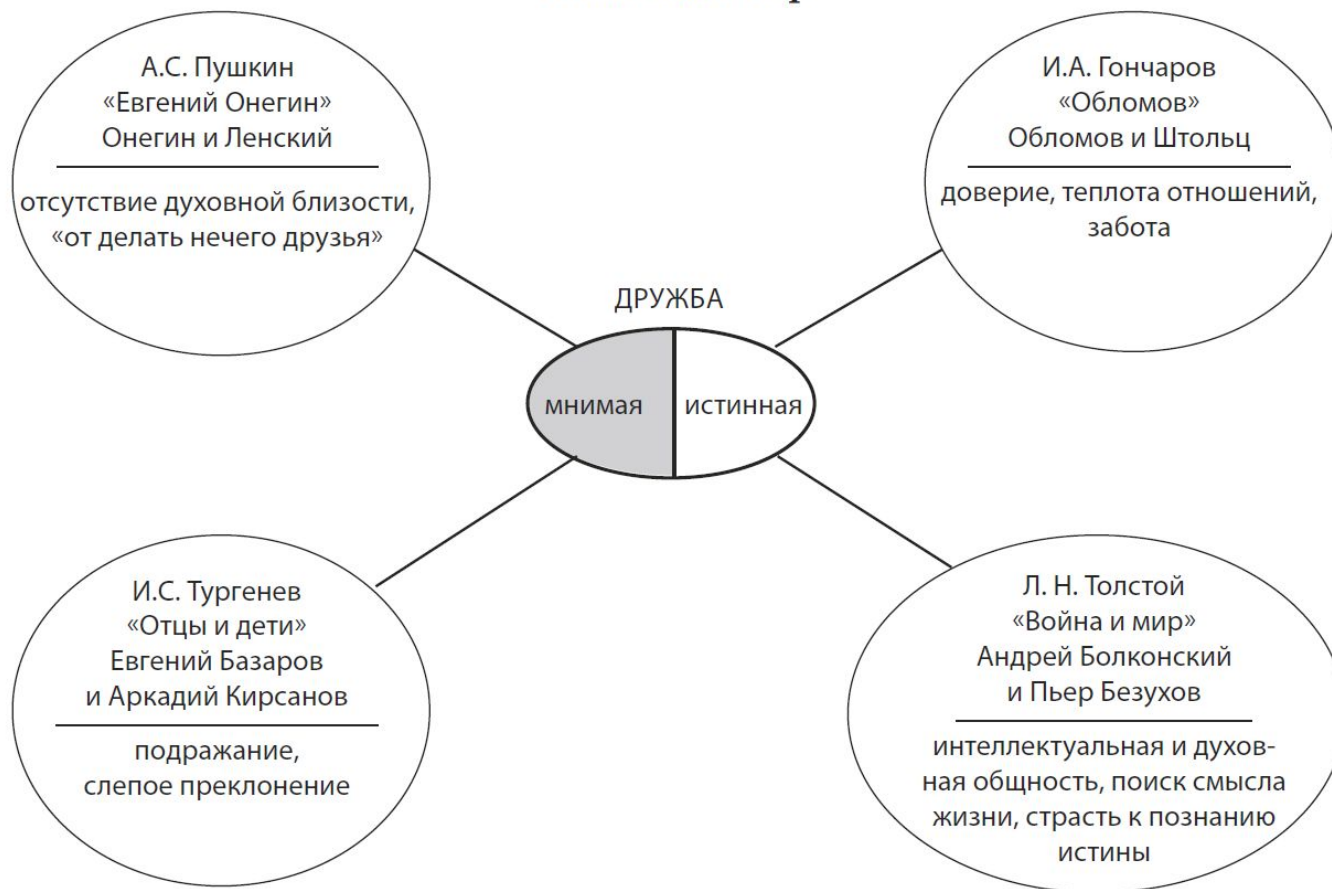 А.С. Пушкин
«Евгений Онегин»
Онегин и Ленский
отсутствие духовной близости,
«от делать нечего друзья»
И.А. Гончаров
«Обломов»
Обломов и Штольц
доверие, теплота отношений,
забота
ДРУЖБА
мнимая
истинная
И.С. Тургенев
«Отцы и дети»
Евгений Базаров
и Аркадий Кирсанов
подражание,
слепое преклонение
Л. Н. Толстой
«Война и мир»
Андрей Болконский
и Пьер Безухов
интеллектуальная и духов-
ная общность, поиск смысла
жизни, страсть к познанию
истины